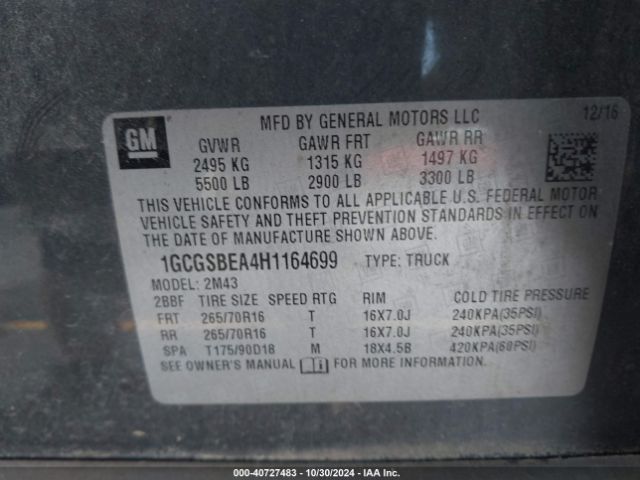 GM
MFD BY GENERAL MOTORS LLC 12/16
GVWR GAWR FRT GAWR RR
2495 KG 1315 KG 1497 KG
5500 LB 2900 LB 3300 LB
THIS VEHICLE CONFORMS TO ALL APPLICABLE U.S. FEDERAL MOTOR
VEHICLE SAFETY AND THEFT PREVENTION STANDARDS IN EFFECT ON
THE DATE OF MANUFACTURE SHOWN ABOVE.
1GCGSBEA4H1164699 TYPE: TRUCK
MODEL: 2M43
2BBF TIRE SIZE SPEED RTG RIM COLD TIRE PRESSURE
FRT 265/70R16 T 16X7.0J 240KPA(35PSI)
RR 265/70R16 T 16X7.0J 240KPA(35PSI)
SPA T175/90D18 M 18X4.5B 420KPA(60PSI)
SEE OWNER'S MANUAL FOR MORE INFORMATION.
000-40727483 - 10/30/2024 - IAA Inc.